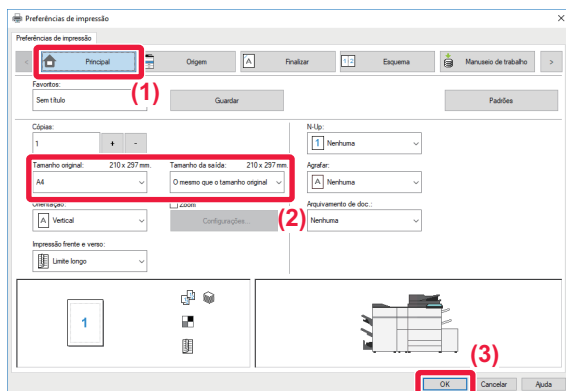 Preferências de impressão
Preferências de impressão
Principal
Origem
Finalizar
Esquema
Manuseio de trabalho
(1)
Favoritos:
Sem título
Guardar
Padrões
Cópias:
1
+ -
Tamanho original: 210 x 297 mm.
A4
Tamanho da saída: 210 x 297 mm.
O mesmo que o tamanho original
(2)
Orientação:
Vertical
Zoom
Configurações...
Impressão frente e verso:
Limite longo
N-Up:
1 Nenhuma
Agrafar:
A Nenhuma
Arquivamento de doc.:
Nenhuma
1
(3)
OK
Cancelar
Ajuda